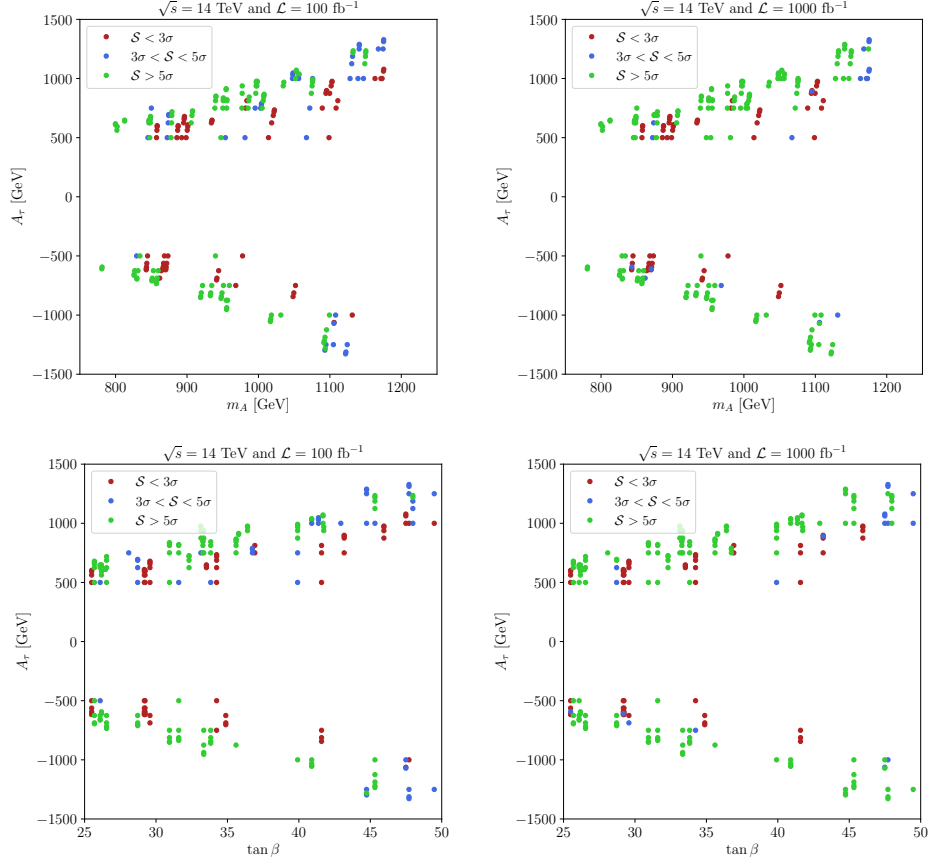 √s = 14 TeV and ℒ = 100 fb⁻¹
1500
1000
500
0
−500
−1000
−1500
A_τ [GeV]
𝒮 < 3σ
3σ < 𝒮 < 5σ
𝒮 > 5σ
800 900 1000 1100 1200
m_A [GeV]
√s = 14 TeV and ℒ = 1000 fb⁻¹
1500
1000
500
0
−500
−1000
−1500
A_τ [GeV]
𝒮 < 3σ
3σ < 𝒮 < 5σ
𝒮 > 5σ
800 900 1000 1100 1200
m_A [GeV]
√s = 14 TeV and ℒ = 100 fb⁻¹
1500
1000
500
0
−500
−1000
−1500
A_τ [GeV]
𝒮 < 3σ
3σ < 𝒮 < 5σ
𝒮 > 5σ
25 30 35 40 45 50
tan β
√s = 14 TeV and ℒ = 1000 fb⁻¹
1500
1000
500
0
−500
−1000
−1500
A_τ [GeV]
𝒮 < 3σ
3σ < 𝒮 < 5σ
𝒮 > 5σ
25 30 35 40 45 50
tan β